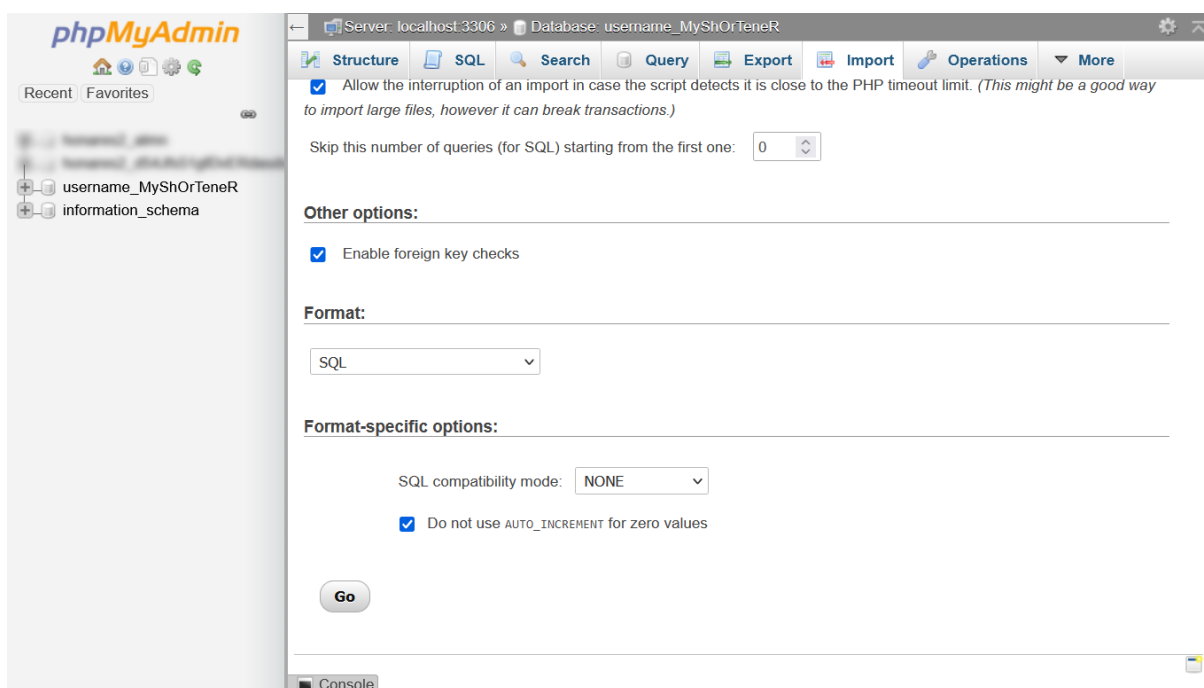 phpMyAdmin
Recent Favorites
username_MyShOrTeneR
information_schema
Server: localhost:3306 » Database: username_MyShOrTeneR
Structure SQL Search Query Export Import Operations More
Allow the interruption of an import in case the script detects it is close to the PHP timeout limit. (This might be a good way
to import large files, however it can break transactions.)
Skip this number of queries (for SQL) starting from the first one: 0
Other options:
Enable foreign key checks
Format:
SQL
Format-specific options:
SQL compatibility mode: NONE
Do not use AUTO_INCREMENT for zero values
Go
Console